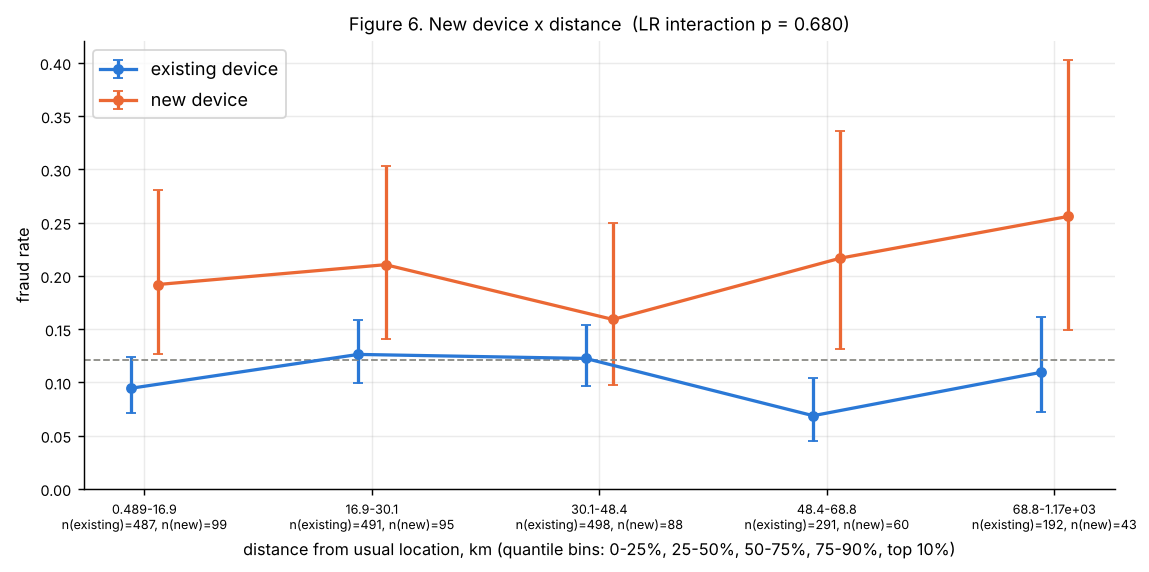 Figure 6. New device x distance  (LR interaction p = 0.680)
existing device
new device
fraud rate
0.40
0.35
0.30
0.25
0.20
0.15
0.10
0.05
0.00
0.489-16.9
n(existing)=487, n(new)=99
16.9-30.1
n(existing)=491, n(new)=95
30.1-48.4
n(existing)=498, n(new)=88
48.4-68.8
n(existing)=291, n(new)=60
68.8-1.17e+03
n(existing)=192, n(new)=43
distance from usual location, km (quantile bins: 0-25%, 25-50%, 50-75%, 75-90%, top 10%)